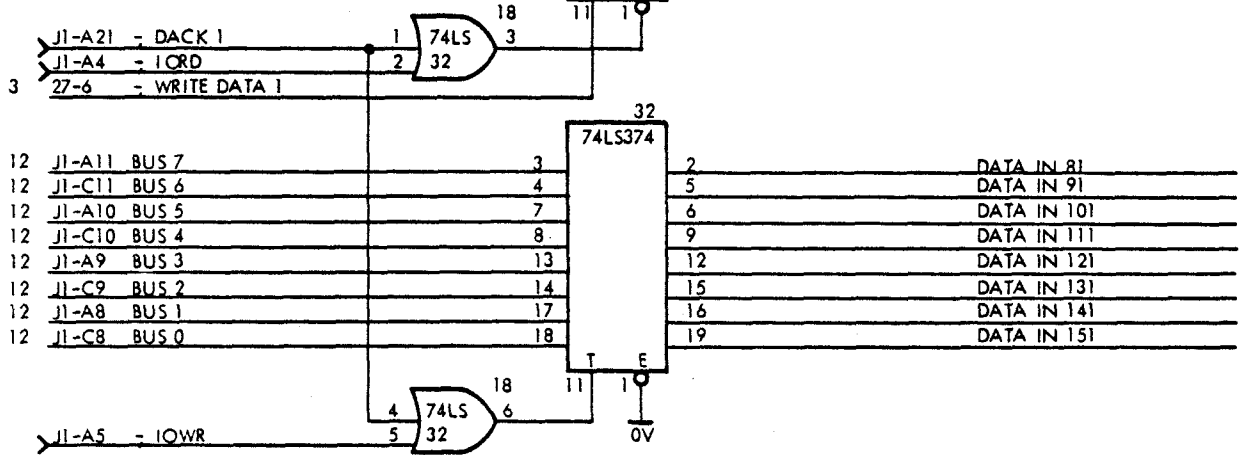 18 11 1
J1-A21 - DACK 1 1 74LS 3
J1-A4 - IORD 2 32
3 27-6 - WRITE DATA 1
32
74LS374
12 J1-A11 BUS 7 3 2 DATA IN 81
12 J1-C11 BUS 6 4 5 DATA IN 91
12 J1-A10 BUS 5 7 6 DATA IN 101
12 J1-C10 BUS 4 8 9 DATA IN 111
12 J1-A9 BUS 3 13 12 DATA IN 121
12 J1-C9 BUS 2 14 15 DATA IN 131
12 J1-A8 BUS 1 17 16 DATA IN 141
12 J1-C8 BUS 0 18 19 DATA IN 151
T E
18 11 1
4 74LS 6
J1-A5 - IOWR 5 32 0V